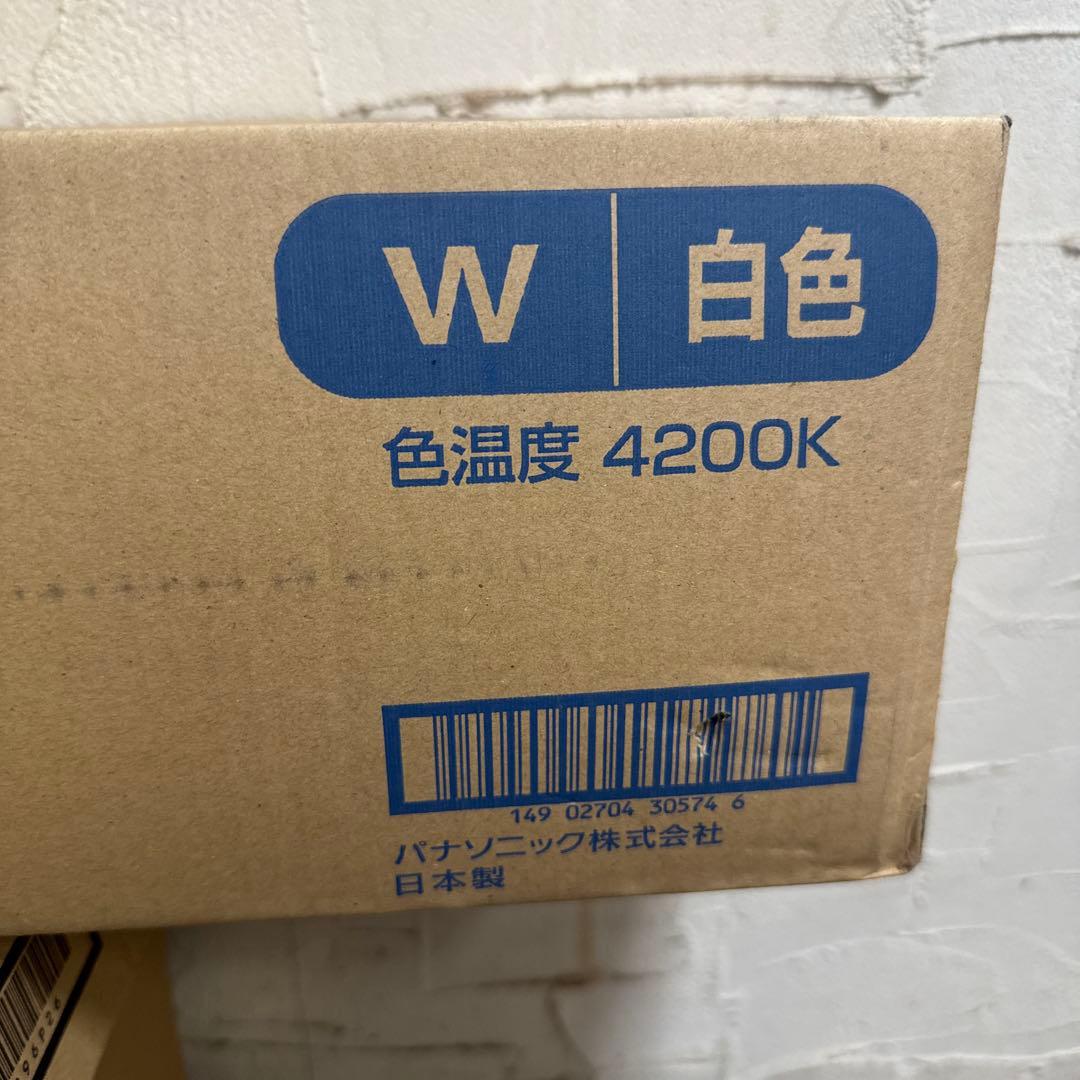 W 白色
色温度 4200K
149 02704 30574 6
パナソニック株式会社
日本製
96P26